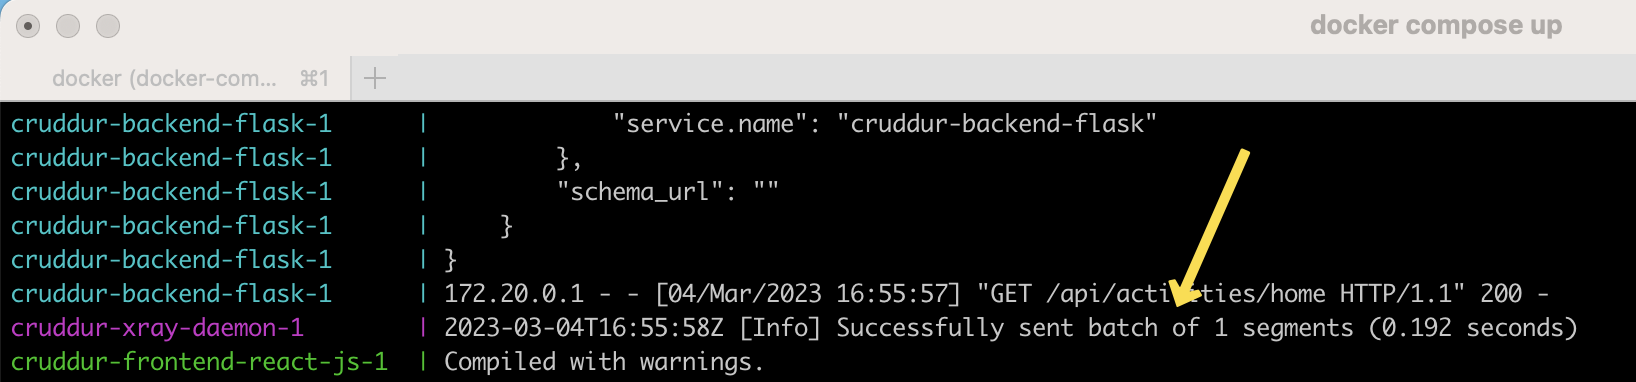 docker compose up
docker (docker-com... ⌘1
cruddur-backend-flask-1 | "service.name": "cruddur-backend-flask"
cruddur-backend-flask-1 | },
cruddur-backend-flask-1 | "schema_url": ""
cruddur-backend-flask-1 | }
cruddur-backend-flask-1 | }
cruddur-backend-flask-1 | 172.20.0.1 - - [04/Mar/2023 16:55:57] "GET /api/activities/home HTTP/1.1" 200 -
cruddur-xray-daemon-1 | 2023-03-04T16:55:58Z [Info] Successfully sent batch of 1 segments (0.192 seconds)
cruddur-frontend-react-js-1 | Compiled with warnings.